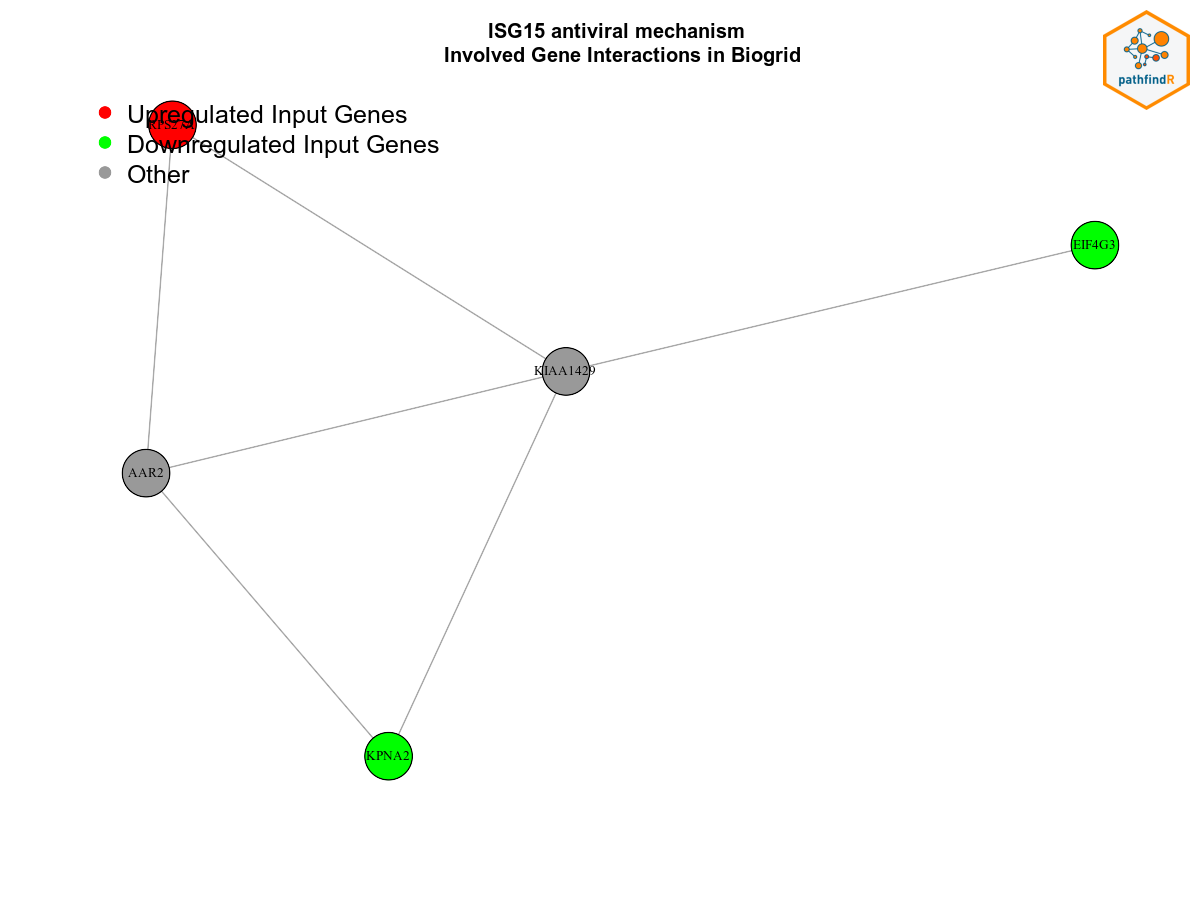 ISG15 antiviral mechanism
Involved Gene Interactions in Biogrid
pathfindR
Upregulated Input Genes
RPS27A
Downregulated Input Genes
Other
EIF4G3
KIAA1429
AAR2
KPNA2